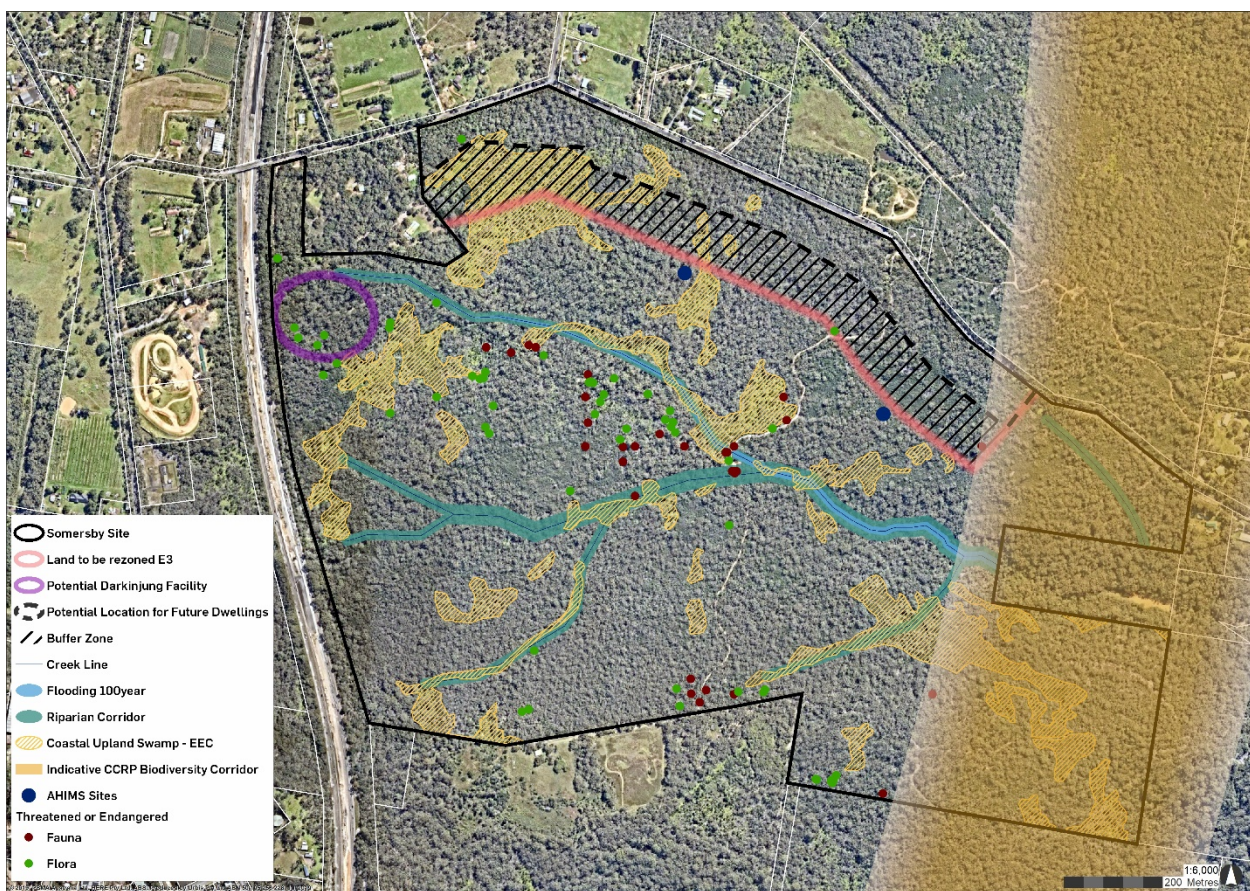 Somersby Site
Land to be rezoned E3
Potential Darkinjung Facility
Potential Location for Future Dwellings
Buffer Zone
Creek Line
Flooding 100year
Riparian Corridor
Coastal Upland Swamp - EEC
Indicative CCRP Biodiversity Corridor
AHIMS Sites
Threatened or Endangered
Fauna
Flora
1:6,000
200 Metres